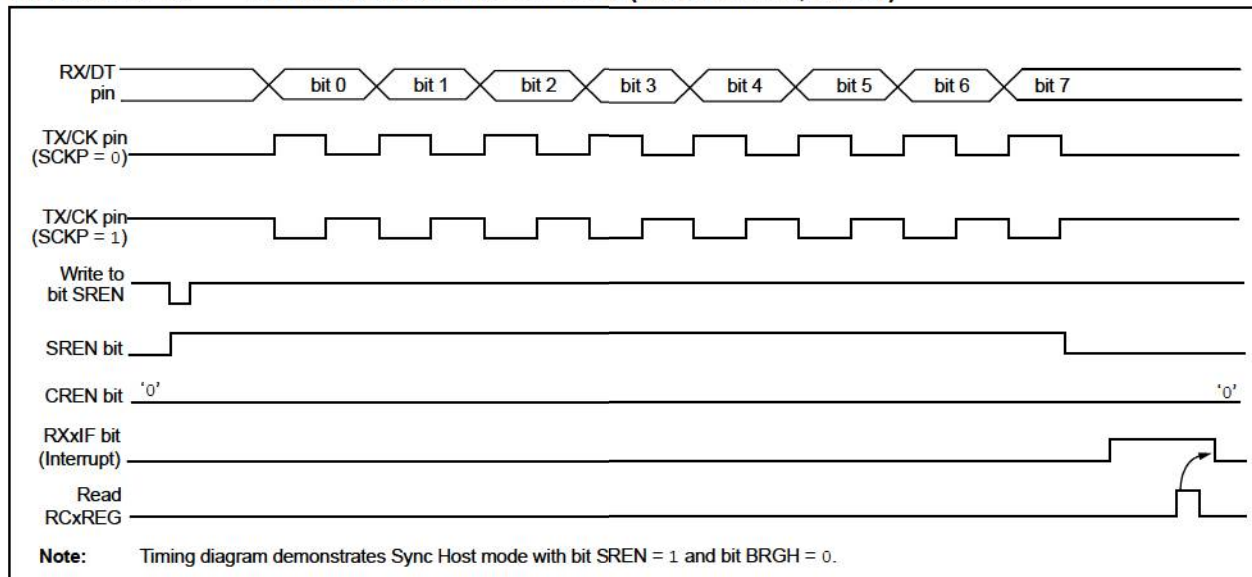 RX/DT
pin
bit 0 bit 1 bit 2 bit 3 bit 4 bit 5 bit 6 bit 7
TX/CK pin
(SCKP = 0)
TX/CK pin
(SCKP = 1)
Write to
bit SREN
SREN bit
CREN bit '0' '0'
RXxIF bit
(Interrupt)
Read
RCxREG
Note: Timing diagram demonstrates Sync Host mode with bit SREN = 1 and bit BRGH = 0.